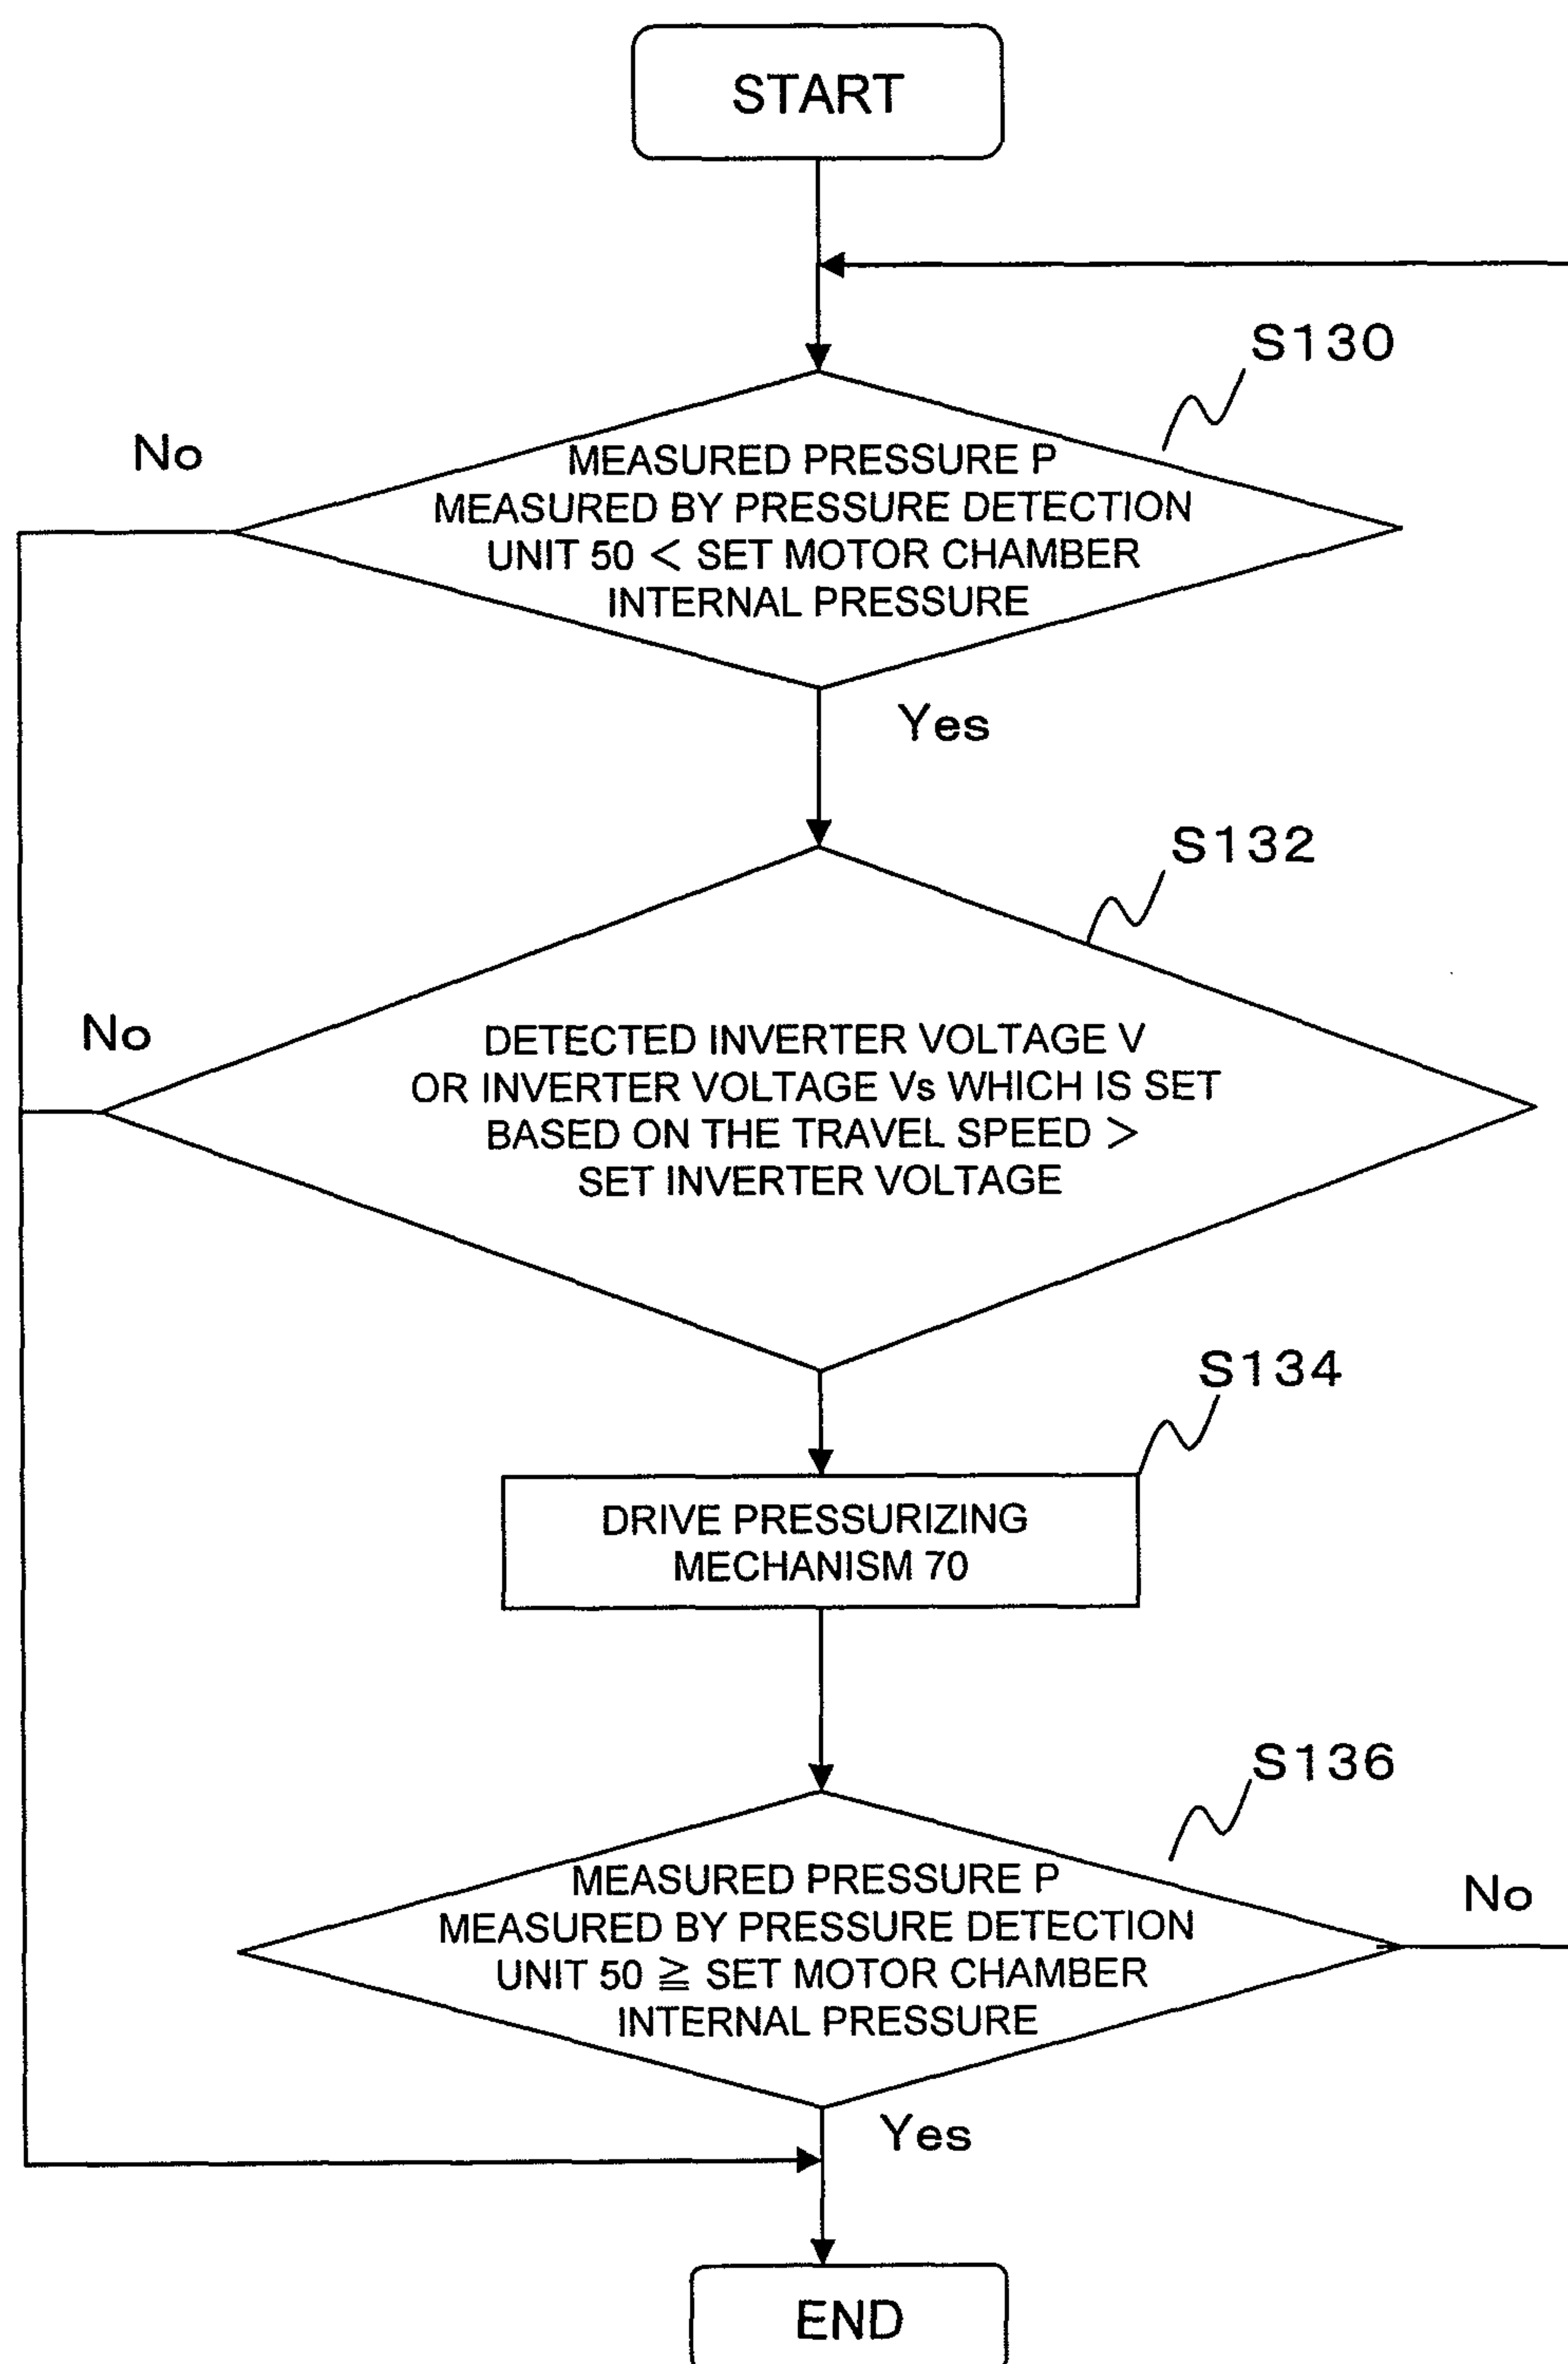 START
S130
No
MEASURED PRESSURE P
MEASURED BY PRESSURE DETECTION
UNIT 50 < SET MOTOR CHAMBER
INTERNAL PRESSURE
Yes
S132
No
DETECTED INVERTER VOLTAGE V
OR INVERTER VOLTAGE Vs WHICH IS SET
BASED ON THE TRAVEL SPEED >
SET INVERTER VOLTAGE
S134
DRIVE PRESSURIZING
MECHANISM 70
S136
MEASURED PRESSURE P
MEASURED BY PRESSURE DETECTION
UNIT 50 ≧ SET MOTOR CHAMBER
INTERNAL PRESSURE
No
Yes
END